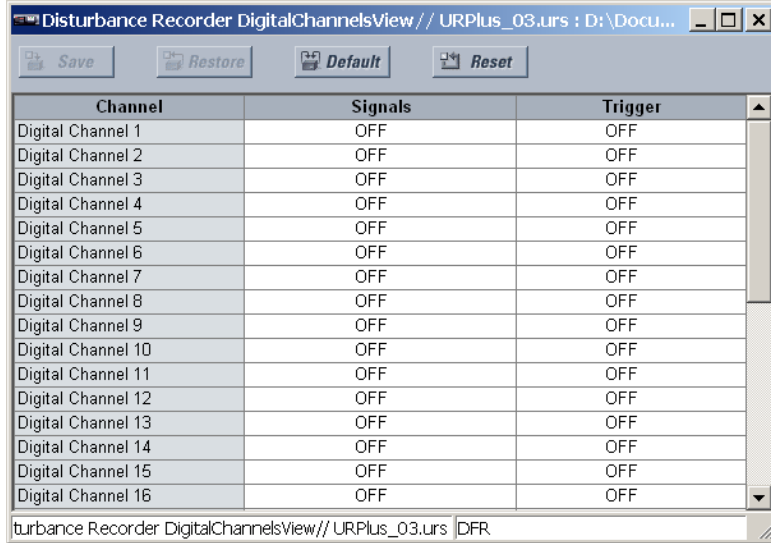 Disturbance Recorder DigitalChannelsView// URPlus_03.urs : D:\Docu...
Save Restore Default Reset
Channel Signals Trigger
Digital Channel 1 OFF OFF
Digital Channel 2 OFF OFF
Digital Channel 3 OFF OFF
Digital Channel 4 OFF OFF
Digital Channel 5 OFF OFF
Digital Channel 6 OFF OFF
Digital Channel 7 OFF OFF
Digital Channel 8 OFF OFF
Digital Channel 9 OFF OFF
Digital Channel 10 OFF OFF
Digital Channel 11 OFF OFF
Digital Channel 12 OFF OFF
Digital Channel 13 OFF OFF
Digital Channel 14 OFF OFF
Digital Channel 15 OFF OFF
Digital Channel 16 OFF OFF
turbance Recorder DigitalChannelsView// URPlus_03.urs DFR